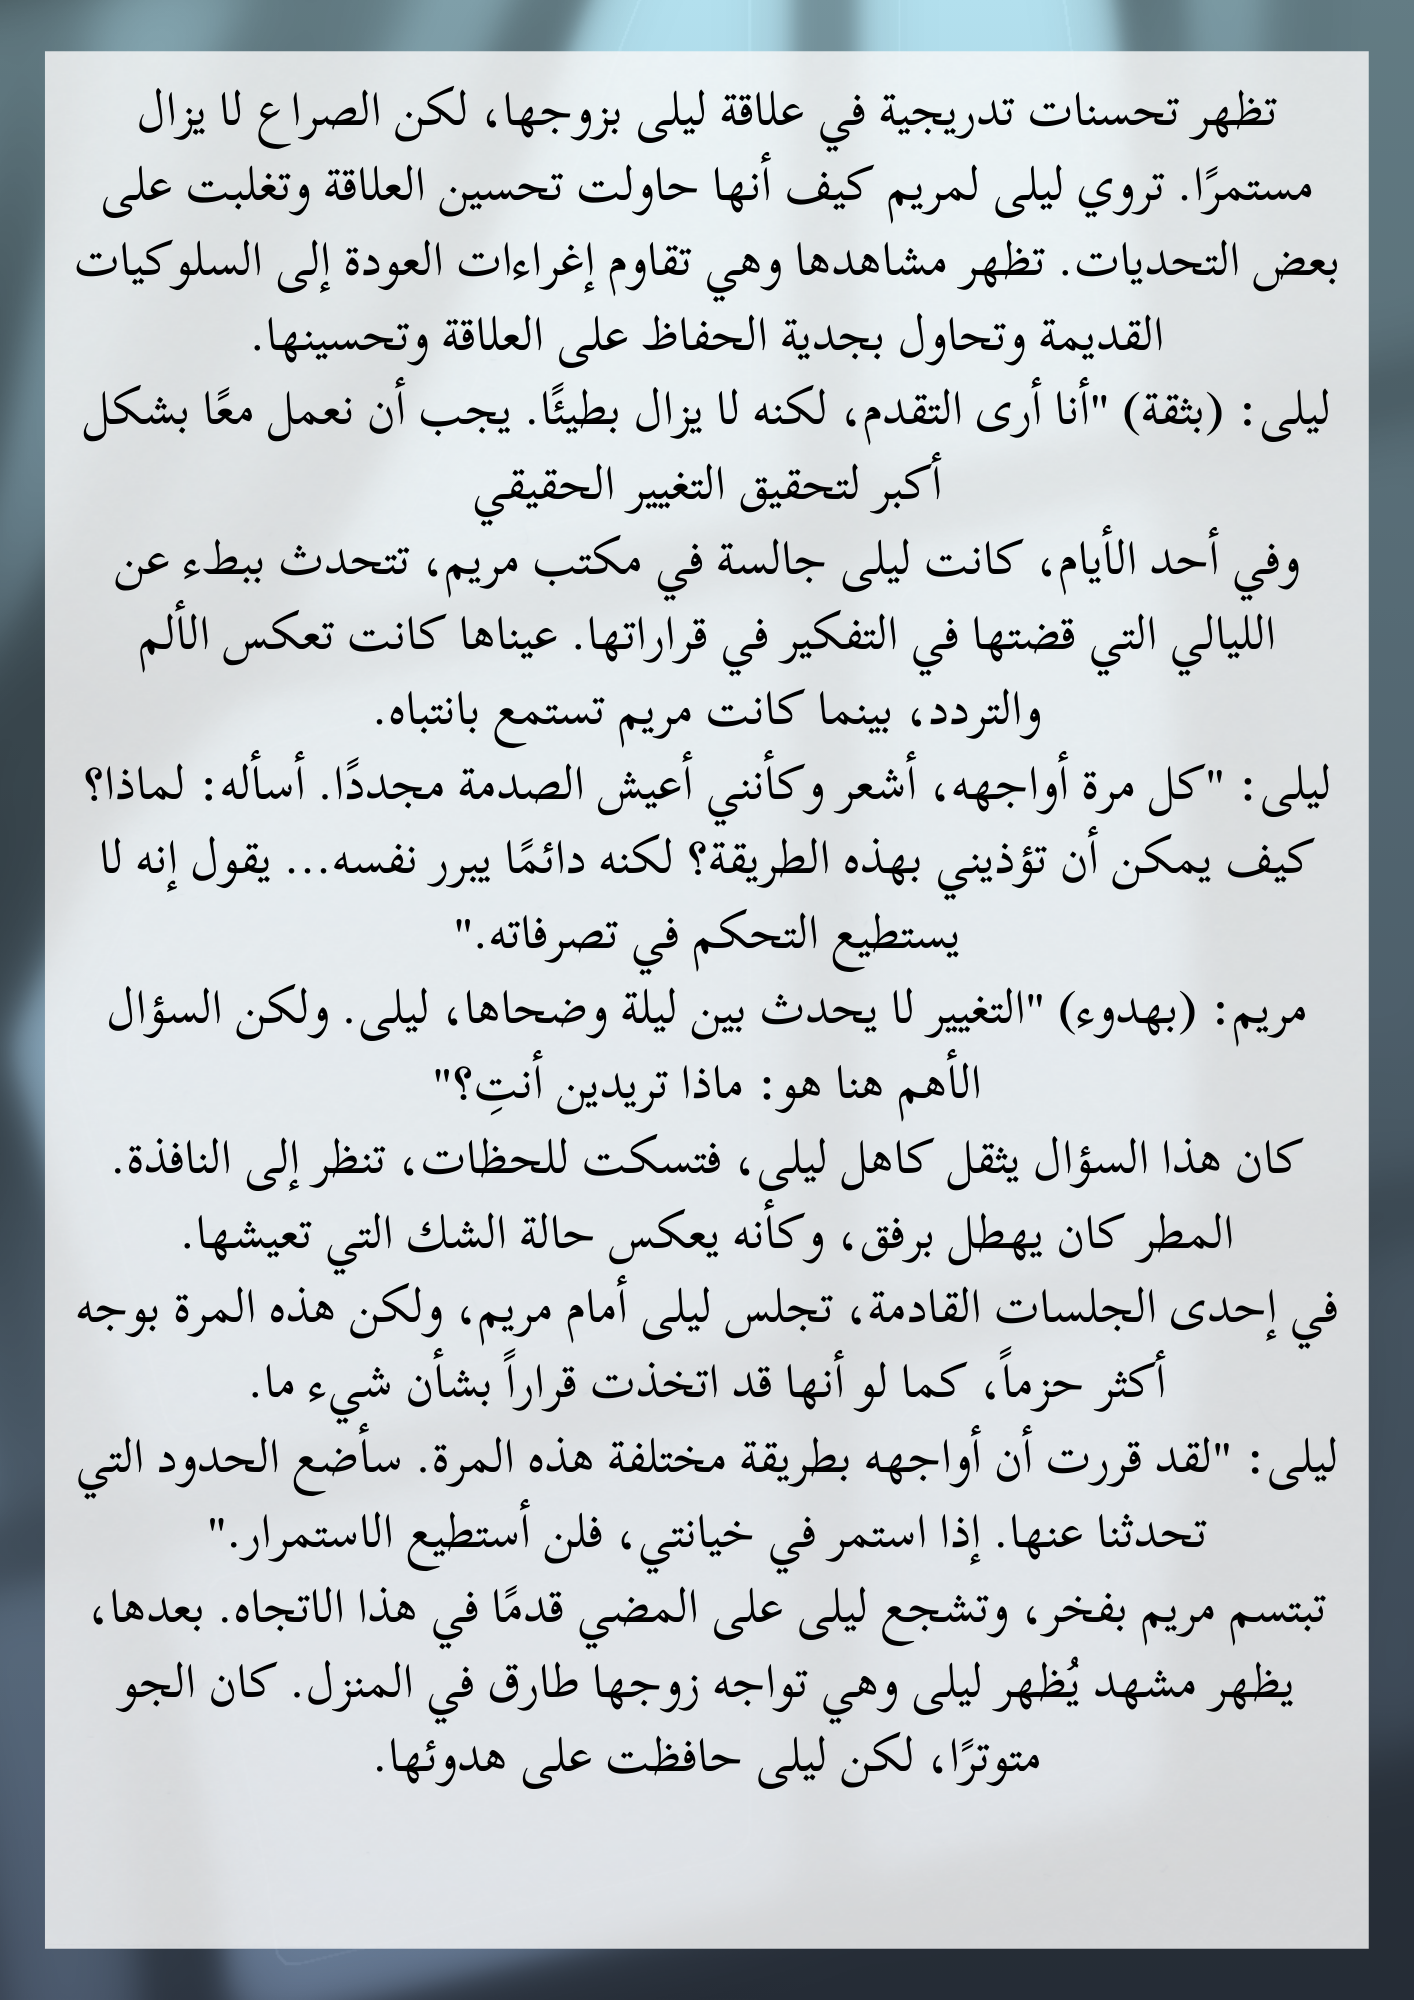 تظهر تحسنات تدريجية في علاقة ليلى بزوجها، لكن الصراع لا يزال
مستمرًا. تروي ليلى لمريم كيف أنها حاولت تحسين العلاقة وتغلبت على
بعض التحديات. تظهر مشاهدها وهي تقاوم إغراءات العودة إلى السلوكيات
القديمة وتحاول بجدية الحفاظ على العلاقة وتحسينها.
ليلى: (بثقة) "أنا أرى التقدم، لكنه لا يزال بطيئًا. يجب أن نعمل معًا بشكل
أكبر لتحقيق التغيير الحقيقي
وفي أحد الأيام، كانت ليلى جالسة في مكتب مريم، تتحدث ببطء عن
الليالي التي قضتها في التفكير في قراراتها. عيناها كانت تعكس الألم
والتردد، بينما كانت مريم تستمع بانتباه.
ليلى: "كل مرة أواجهه، أشعر وكأنني أعيش الصدمة مجددًا. أسأله: لماذا؟
كيف يمكن أن تؤذيني بهذه الطريقة؟ لكنه دائمًا يبرر نفسه... يقول إنه لا
يستطيع التحكم في تصرفاته."
مريم: (بهدوء) "التغيير لا يحدث بين ليلة وضحاها، ليلى. ولكن السؤال
الأهم هنا هو: ماذا تريدين أنتِ؟"
كان هذا السؤال يثقل كاهل ليلى، فتسكت للحظات، تنظر إلى النافذة.
المطر كان يهطل برفق، وكأنه يعكس حالة الشك التي تعيشها.
في إحدى الجلسات القادمة، تجلس ليلى أمام مريم، ولكن هذه المرة بوجه
أكثر حزماً، كما لو أنها قد اتخذت قراراً بشأن شيء ما.
ليلى: "لقد قررت أن أواجهه بطريقة مختلفة هذه المرة. سأضع الحدود التي
تحدثنا عنها. إذا استمر في خيانتي، فلن أستطيع الاستمرار."
تبتسم مريم بفخر، وتشجع ليلى على المضي قدمًا في هذا الاتجاه. بعدها،
يظهر مشهد يُظهر ليلى وهي تواجه زوجها طارق في المنزل. كان الجو
متوترًا، لكن ليلى حافظت على هدوئها.